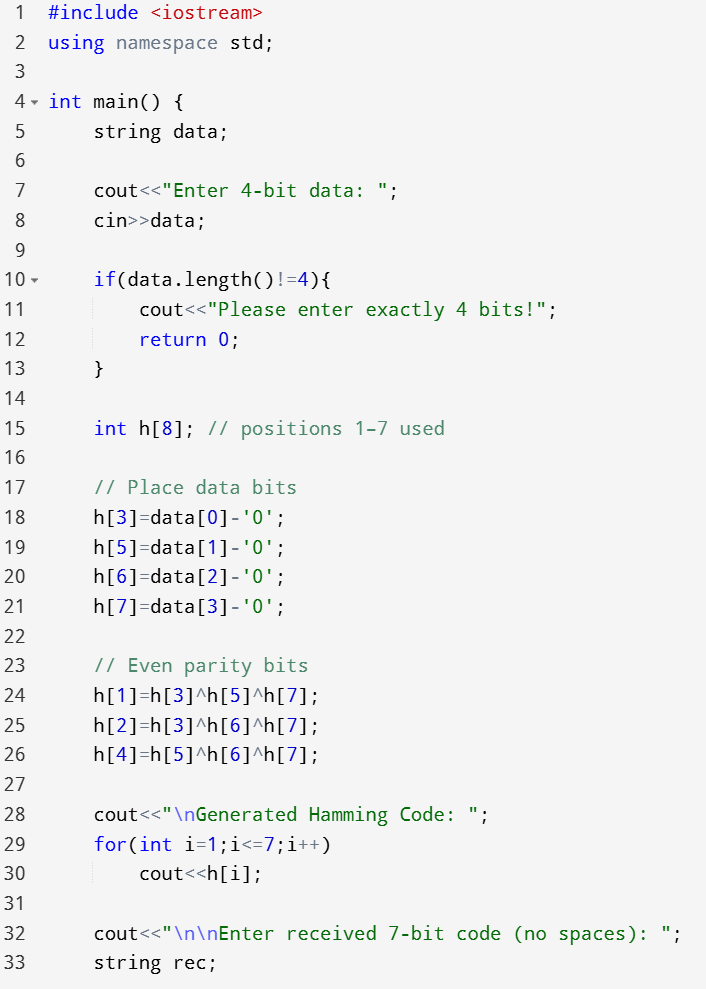 1 #include <iostream>
2 using namespace std;
3
4 int main() {
5     string data;
6
7     cout<<"Enter 4-bit data: ";
8     cin>>data;
9
10     if(data.length()!=4){
11         cout<<"Please enter exactly 4 bits!";
12         return 0;
13     }
14
15     int h[8]; // positions 1–7 used
16
17     // Place data bits
18     h[3]=data[0]-'0';
19     h[5]=data[1]-'0';
20     h[6]=data[2]-'0';
21     h[7]=data[3]-'0';
22
23     // Even parity bits
24     h[1]=h[3]^h[5]^h[7];
25     h[2]=h[3]^h[6]^h[7];
26     h[4]=h[5]^h[6]^h[7];
27
28     cout<<"\nGenerated Hamming Code: ";
29     for(int i=1;i<=7;i++)
30         cout<<h[i];
31
32     cout<<"\n\nEnter received 7-bit code (no spaces): ";
33     string rec;